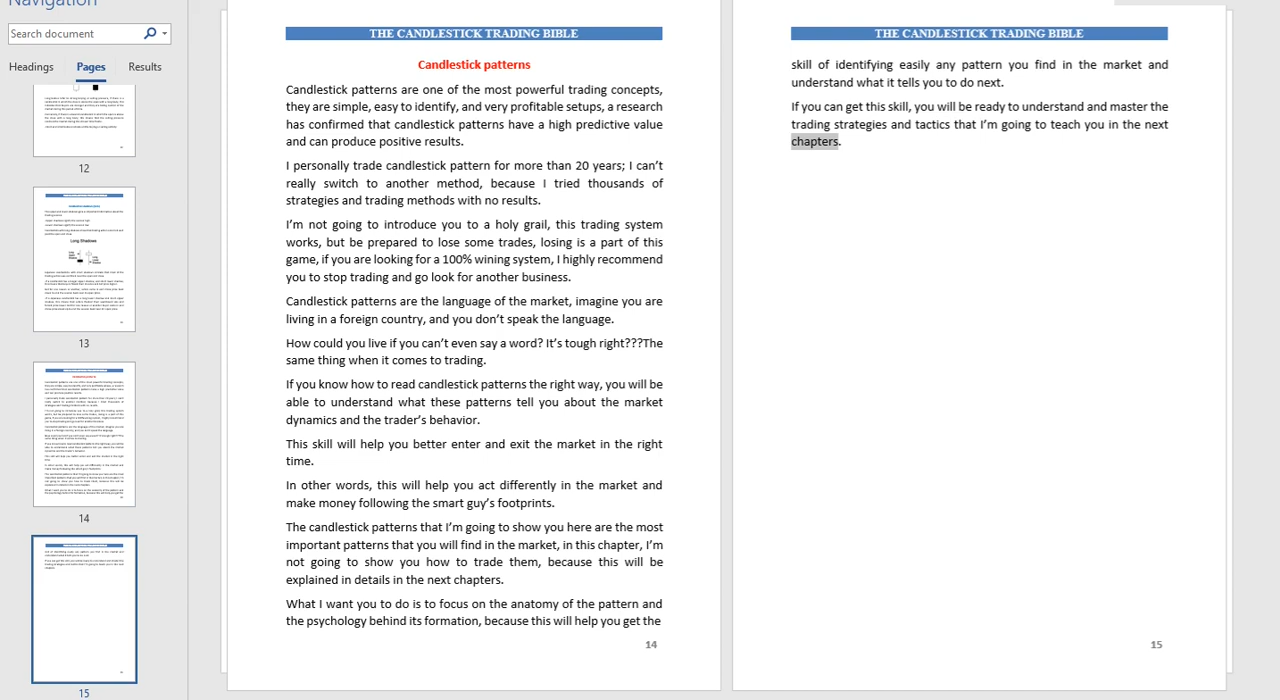 Navigation
Search document
Headings
Pages
Results
12
Long Shadows
13
14
15
THE CANDLESTICK TRADING BIBLE
Candlestick patterns
Candlestick patterns are one of the most powerful trading concepts,
they are simple, easy to identify, and very profitable setups, a research
has confirmed that candlestick patterns have a high predictive value
and can produce positive results.
I personally trade candlestick pattern for more than 20 years; I can’t
really switch to another method, because I tried thousands of
strategies and trading methods with no results.
I’m not going to introduce you to a holy grail, this trading system
works, but be prepared to lose some trades, losing is a part of this
game, if you are looking for a 100% wining system, I highly recommend
you to stop trading and go look for another business.
Candlestick patterns are the language of the market, imagine you are
living in a foreign country, and you don’t speak the language.
How could you live if you can’t even say a word? It’s tough right???The
same thing when it comes to trading.
If you know how to read candlestick patterns the right way, you will be
able to understand what these patterns tell you about the market
dynamics and the trader’s behavior.
This skill will help you better enter and exit the market in the right
time.
In other words, this will help you act differently in the market and
make money following the smart guy’s footprints.
The candlestick patterns that I’m going to show you here are the most
important patterns that you will find in the market, in this chapter, I’m
not going to show you how to trade them, because this will be
explained in details in the next chapters.
What I want you to do is to focus on the anatomy of the pattern and
the psychology behind its formation, because this will help you get the
14
THE CANDLESTICK TRADING BIBLE
skill of identifying easily any pattern you find in the market and
understand what it tells you to do next.
If you can get this skill, you will be ready to understand and master the
trading strategies and tactics that I’m going to teach you in the next
chapters.
15